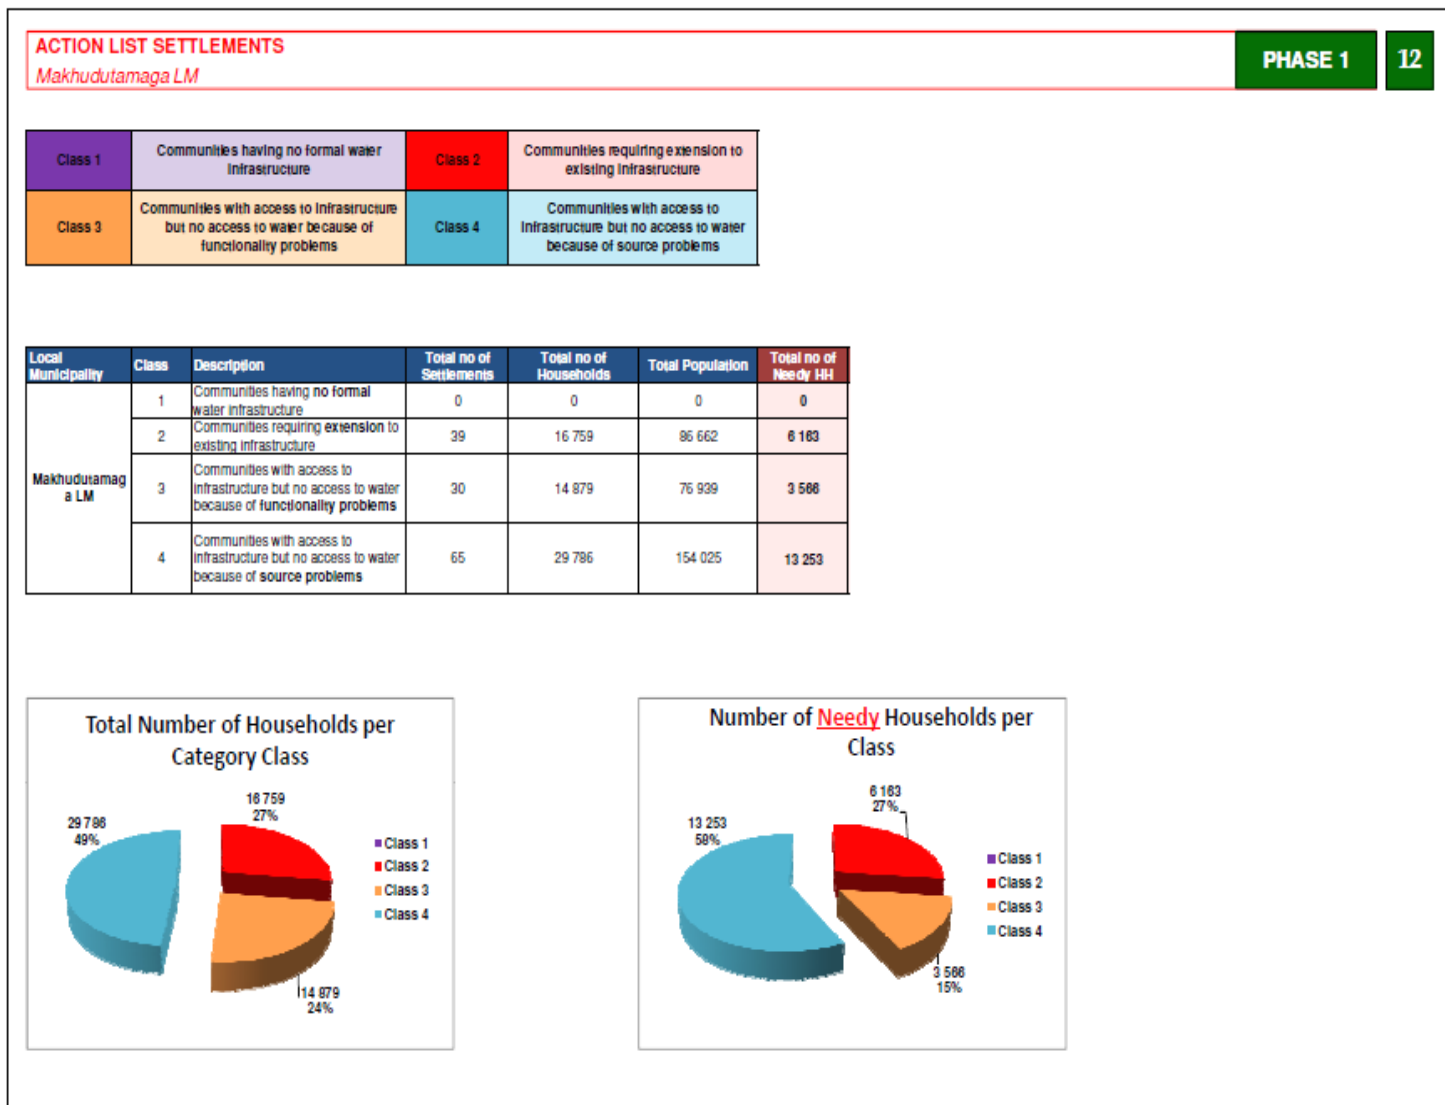 ACTION LIST SETTLEMENTS
Makhudutamaga LM
PHASE 1
12
Class 1
Communities having no formal water
infrastructure
Class 2
Communities requiring extension to
existing infrastructure
Class 3
Communities with access to infrastructure
but no access to water because of
functionality problems
Class 4
Communities with access to
infrastructure but no access to water
because of source problems
Local
Municipality
Class
Description
Total no of
Settlements
Total no of
Households
Total Population
Total no of
Needy HH
Makhudutamag
a LM
1
Communities having no formal
water infrastructure
0
0
0
0
2
Communities requiring extension to
existing infrastructure
39
16 759
86 662
6 163
3
Communities with access to
infrastructure but no access to water
because of functionality problems
30
14 879
76 939
3 566
4
Communities with access to
infrastructure but no access to water
because of source problems
65
29 786
154 025
13 253
Total Number of Households per
Category Class
16 759
27%
29 786
49%
14 879
24%
Class 1
Class 2
Class 3
Class 4
Number of Needy Households per
Class
6 163
27%
13 253
58%
3 566
15%
Class 1
Class 2
Class 3
Class 4